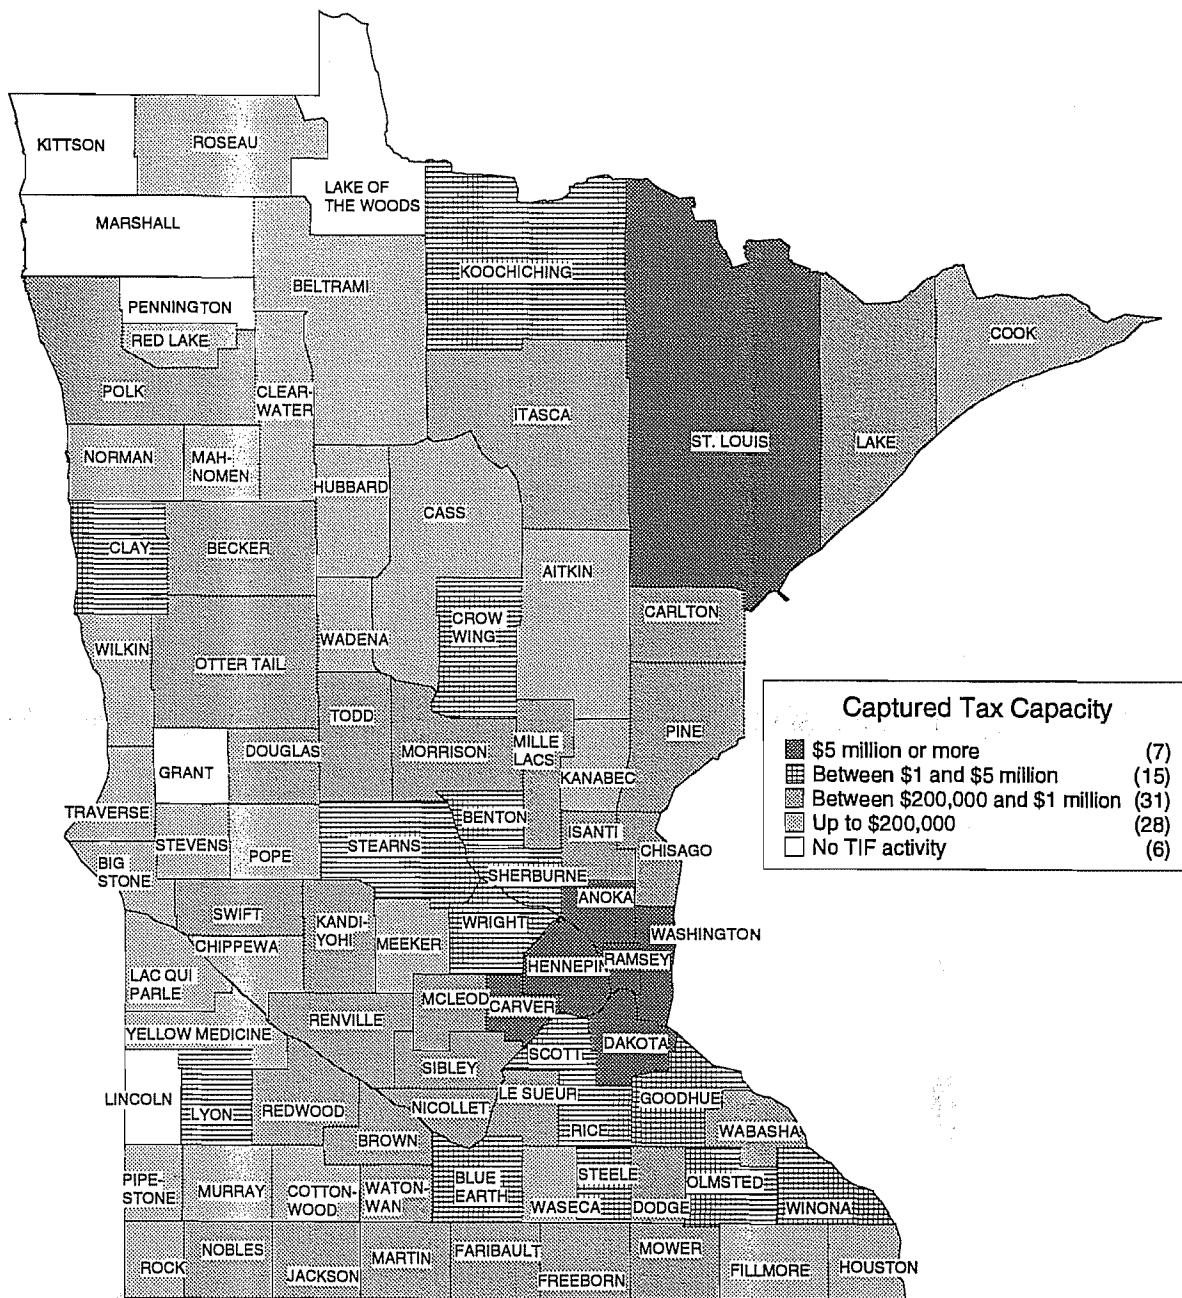 KITTSON
ROSEAU
LAKE OF
THE WOODS
MARSHALL
KOOCHICHING
BELTRAMI
PENNINGTON
RED LAKE
COOK
POLK
CLEAR-
WATER
ITASCA
ST. LOUIS
LAKE
NORMAN
MAH-
NOMEN
HUBBARD
CASS
CLAY
BECKER
AITKIN
CARLTON
CROW
WING
WADENA
WILKIN
OTTER TAIL
TODD
PINE
DOUGLAS
MORRISON
MILLE
LACS
GRANT
KANABEC
TRAVERSE
BENTON
ISANTI
STEVENS
POPE
STEARNS
CHISAGO
BIG
STONE
SHERBURNE
ANOKA
SWIFT
KANDI-
YOHI
WRIGHT
WASHINGTON
CHIPPEWA
MEEKER
HENNEPIN
RAMSEY
LAC QUI
PARLE
MCLEOD
CARVER
RENVILLE
YELLOW MEDICINE
DAKOTA
SCOTT
SIBLEY
LE SUEUR
LINCOLN
LYON
REDWOOD
NICOLLET
GOODHUE
RICE
WABASHA
BROWN
PIPE-
STONE
MURRAY
COTTON-
WOOD
WATON-
WAN
BLUE
EARTH
WASECA
STEELE
DODGE
OLMSTED
WINONA
ROCK
NOBLES
JACKSON
MARTIN
FARIBAULT
FREEBORN
MOWER
FILLMORE
HOUSTON
Captured Tax Capacity
$5 million or more (7)
Between $1 and $5 million (15)
Between $200,000 and $1 million (31)
Up to $200,000 (28)
No TIF activity (6)